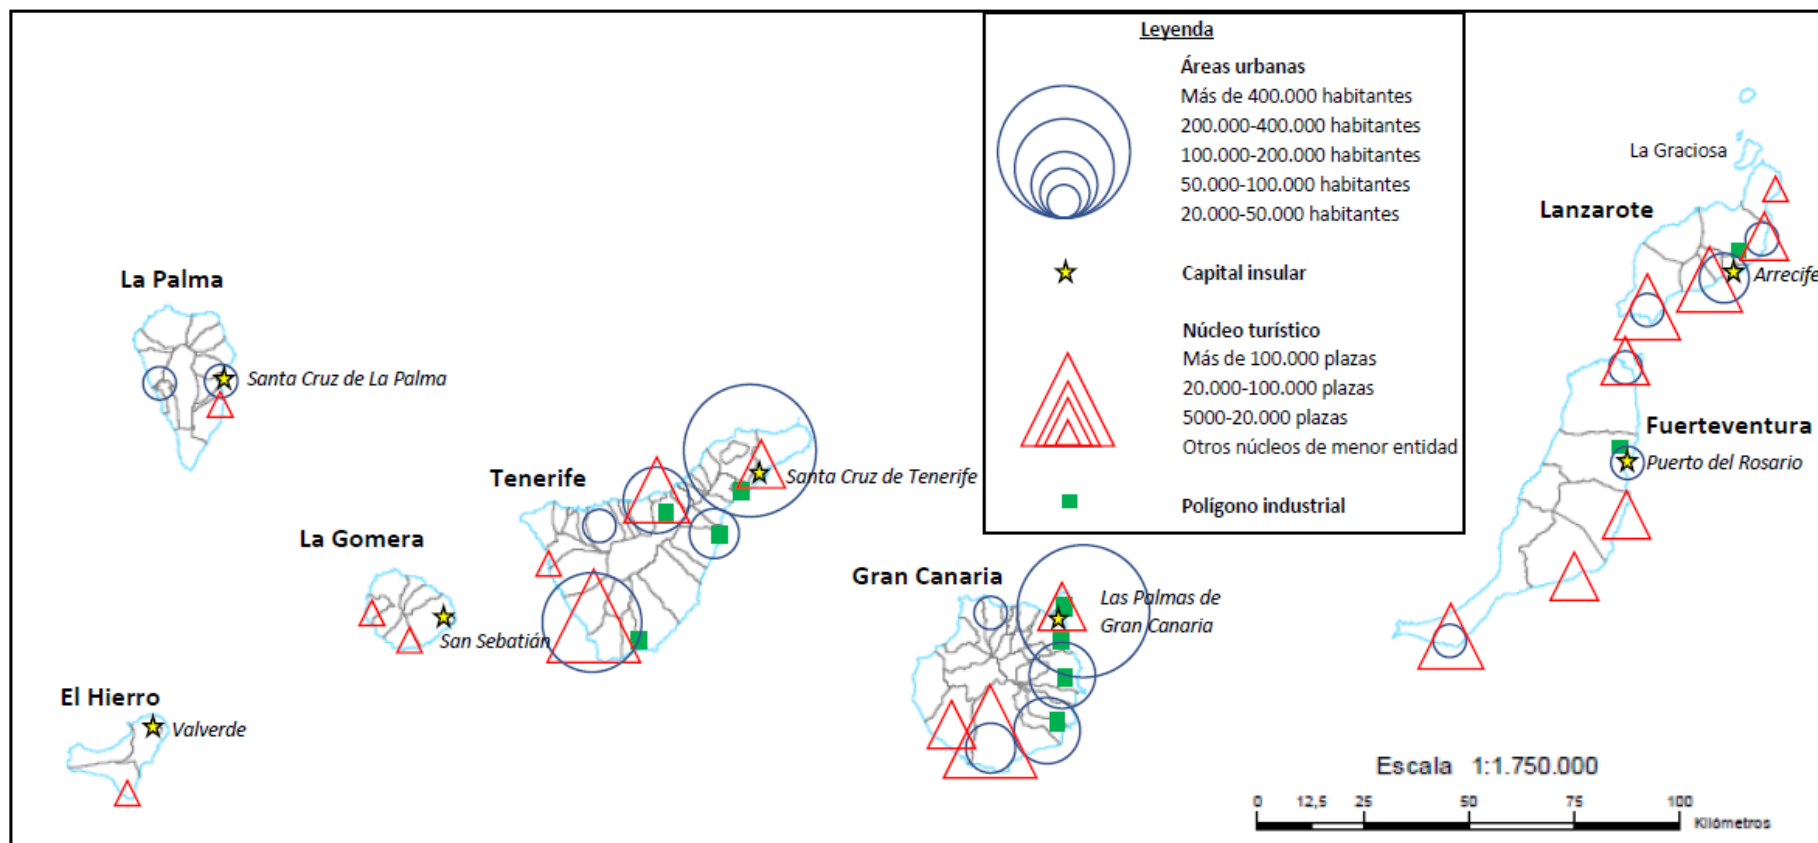 Leyenda
Áreas urbanas
Más de 400.000 habitantes
200.000-400.000 habitantes
100.000-200.000 habitantes
50.000-100.000 habitantes
20.000-50.000 habitantes
Capital insular
Núcleo turístico
Más de 100.000 plazas
20.000-100.000 plazas
5000-20.000 plazas
Otros núcleos de menor entidad
Polígono industrial
La Graciosa
Lanzarote
Arrecife
La Palma
Santa Cruz de La Palma
Fuerteventura
Puerto del Rosario
Tenerife
Santa Cruz de Tenerife
La Gomera
San Sebatián
Gran Canaria
Las Palmas de
Gran Canaria
El Hierro
Valverde
Escala 1:1.750.000
0 12,5 25 50 75 100
Kilómetros